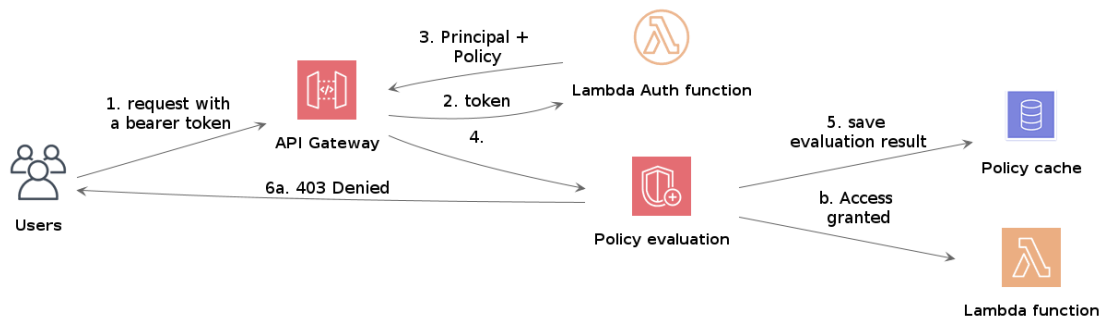 3. Principal +
Policy
Lambda Auth function
1. request with
a bearer token
2. token
API Gateway
4.
5. save
evaluation result
Policy cache
6a. 403 Denied
b. Access
granted
Users
Policy evaluation
Lambda function